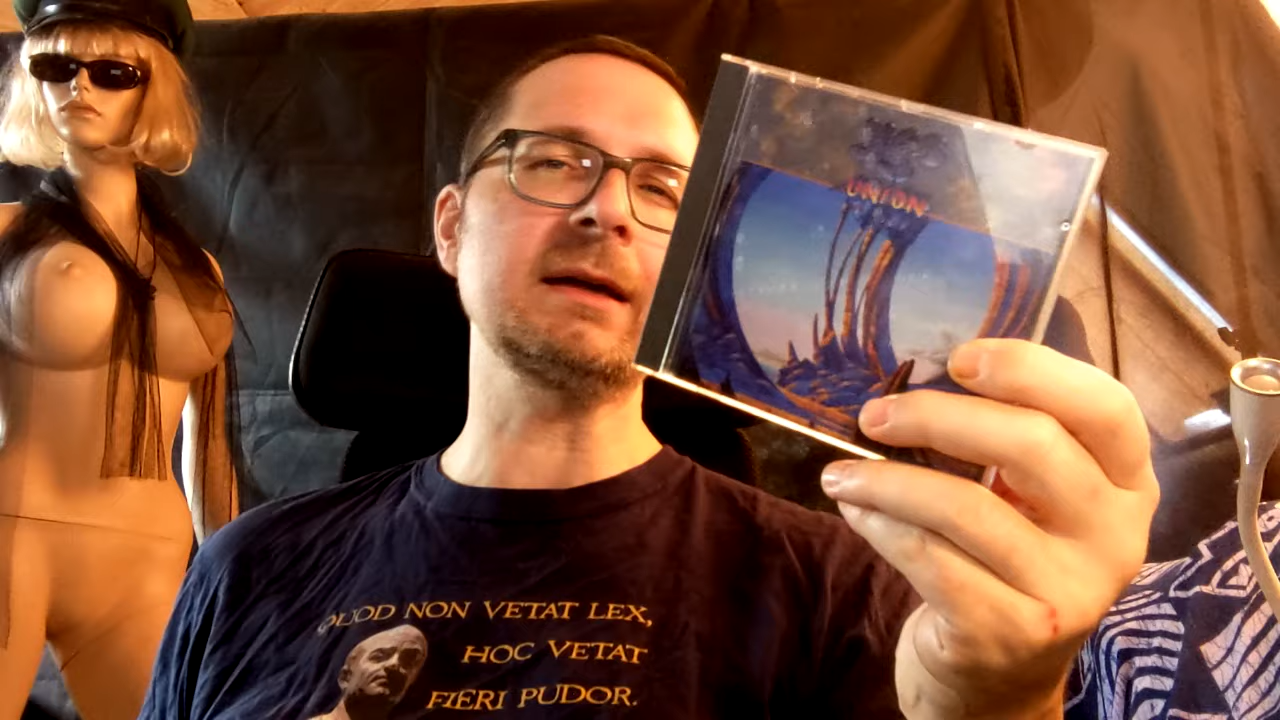 UNION
QUOD NON VETAT LEX,
HOC VETAT
FIERI PUDOR.